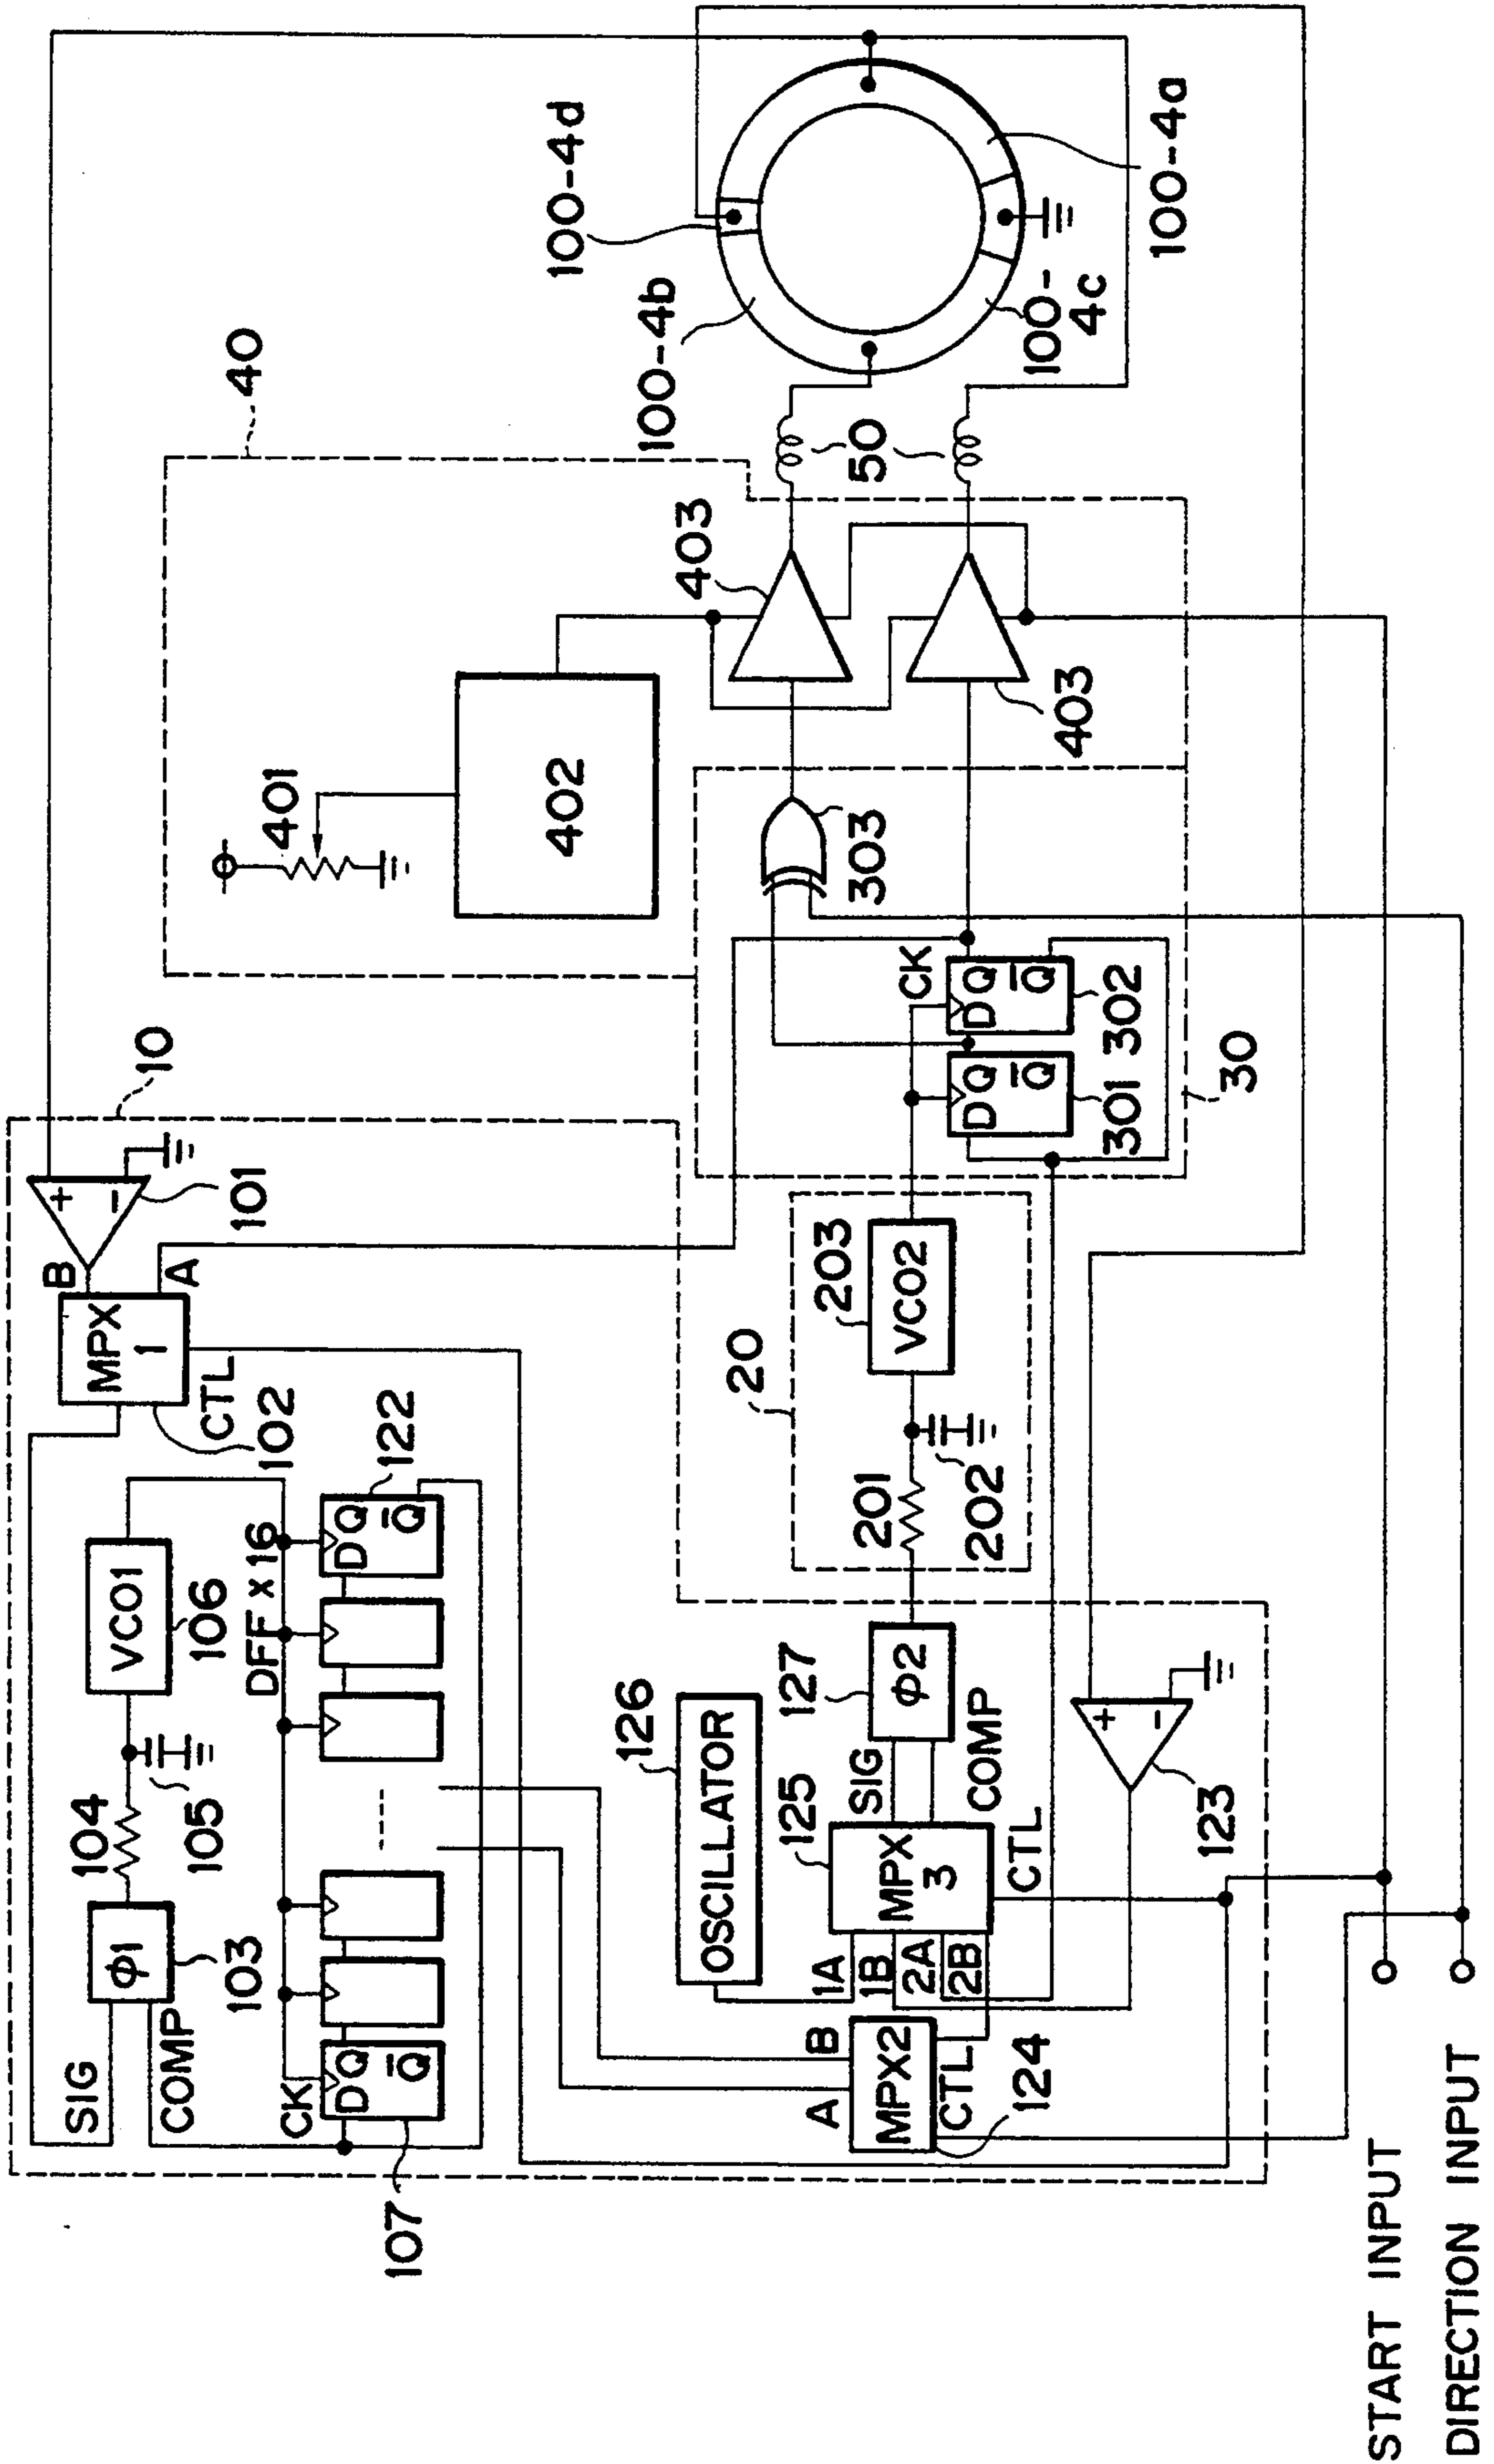 10
101
+
−
B
A
MPX
1
CTL
102
VCO1
106
104
105
Φ1
103
SIG
COMP
DFF x 16
122
D Q
Q̅
CK
D Q
Q̅
107
OSCILLATOR
126
127
Φ2
SIG
COMP
125
MPX
3
CTL
1A
1B
2A
2B
B
A
MPX2
CTL
124
+
−
123
20
201
202
203
VCO2
30
CK
D Q
Q̅
301
D Q
Q̅
302
303
40
401
402
403
403
50
100-4d
100-4b
100-
4c
100-4a
START INPUT
DIRECTION INPUT